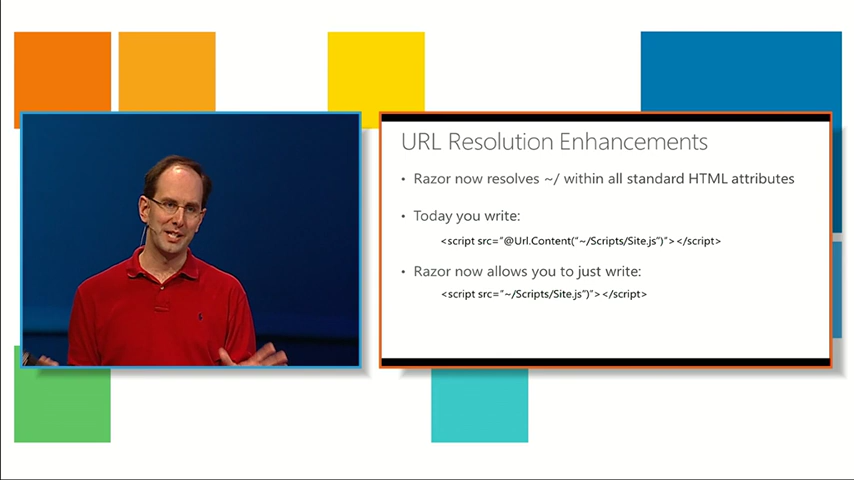 URL Resolution Enhancements
• Razor now resolves ~/ within all standard HTML attributes
• Today you write:
<script src="@Url.Content("~/Scripts/Site.js")"></script>
• Razor now allows you to just write:
<script src="~/Scripts/Site.js")"></script>